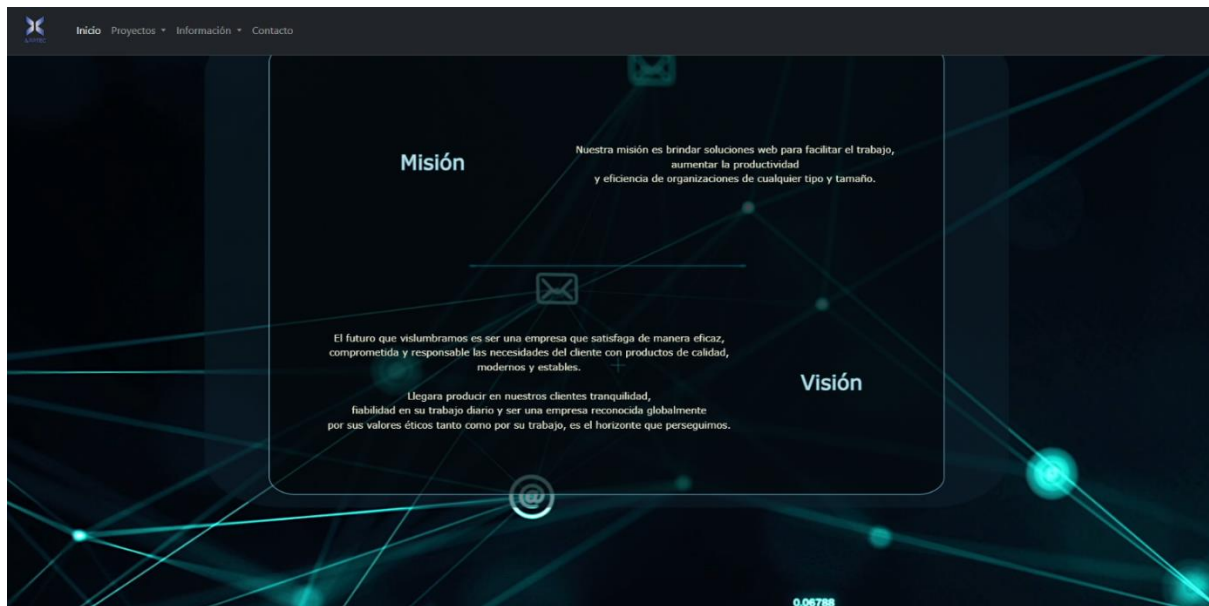 Inicio Proyectos Información Contacto
Misión
Nuestra misión es brindar soluciones web para facilitar el trabajo,
aumentar la productividad
y eficiencia de organizaciones de cualquier tipo y tamaño.
El futuro que vislumbramos es ser una empresa que satisfaga de manera eficaz,
comprometida y responsable las necesidades del cliente con productos de calidad,
modernos y estables.
Llegara producir en nuestros clientes tranquilidad,
fiabilidad en su trabajo diario y ser una empresa reconocida globalmente
por sus valores éticos tanto como por su trabajo, es el horizonte que perseguimos.
Visión
@
0.06788